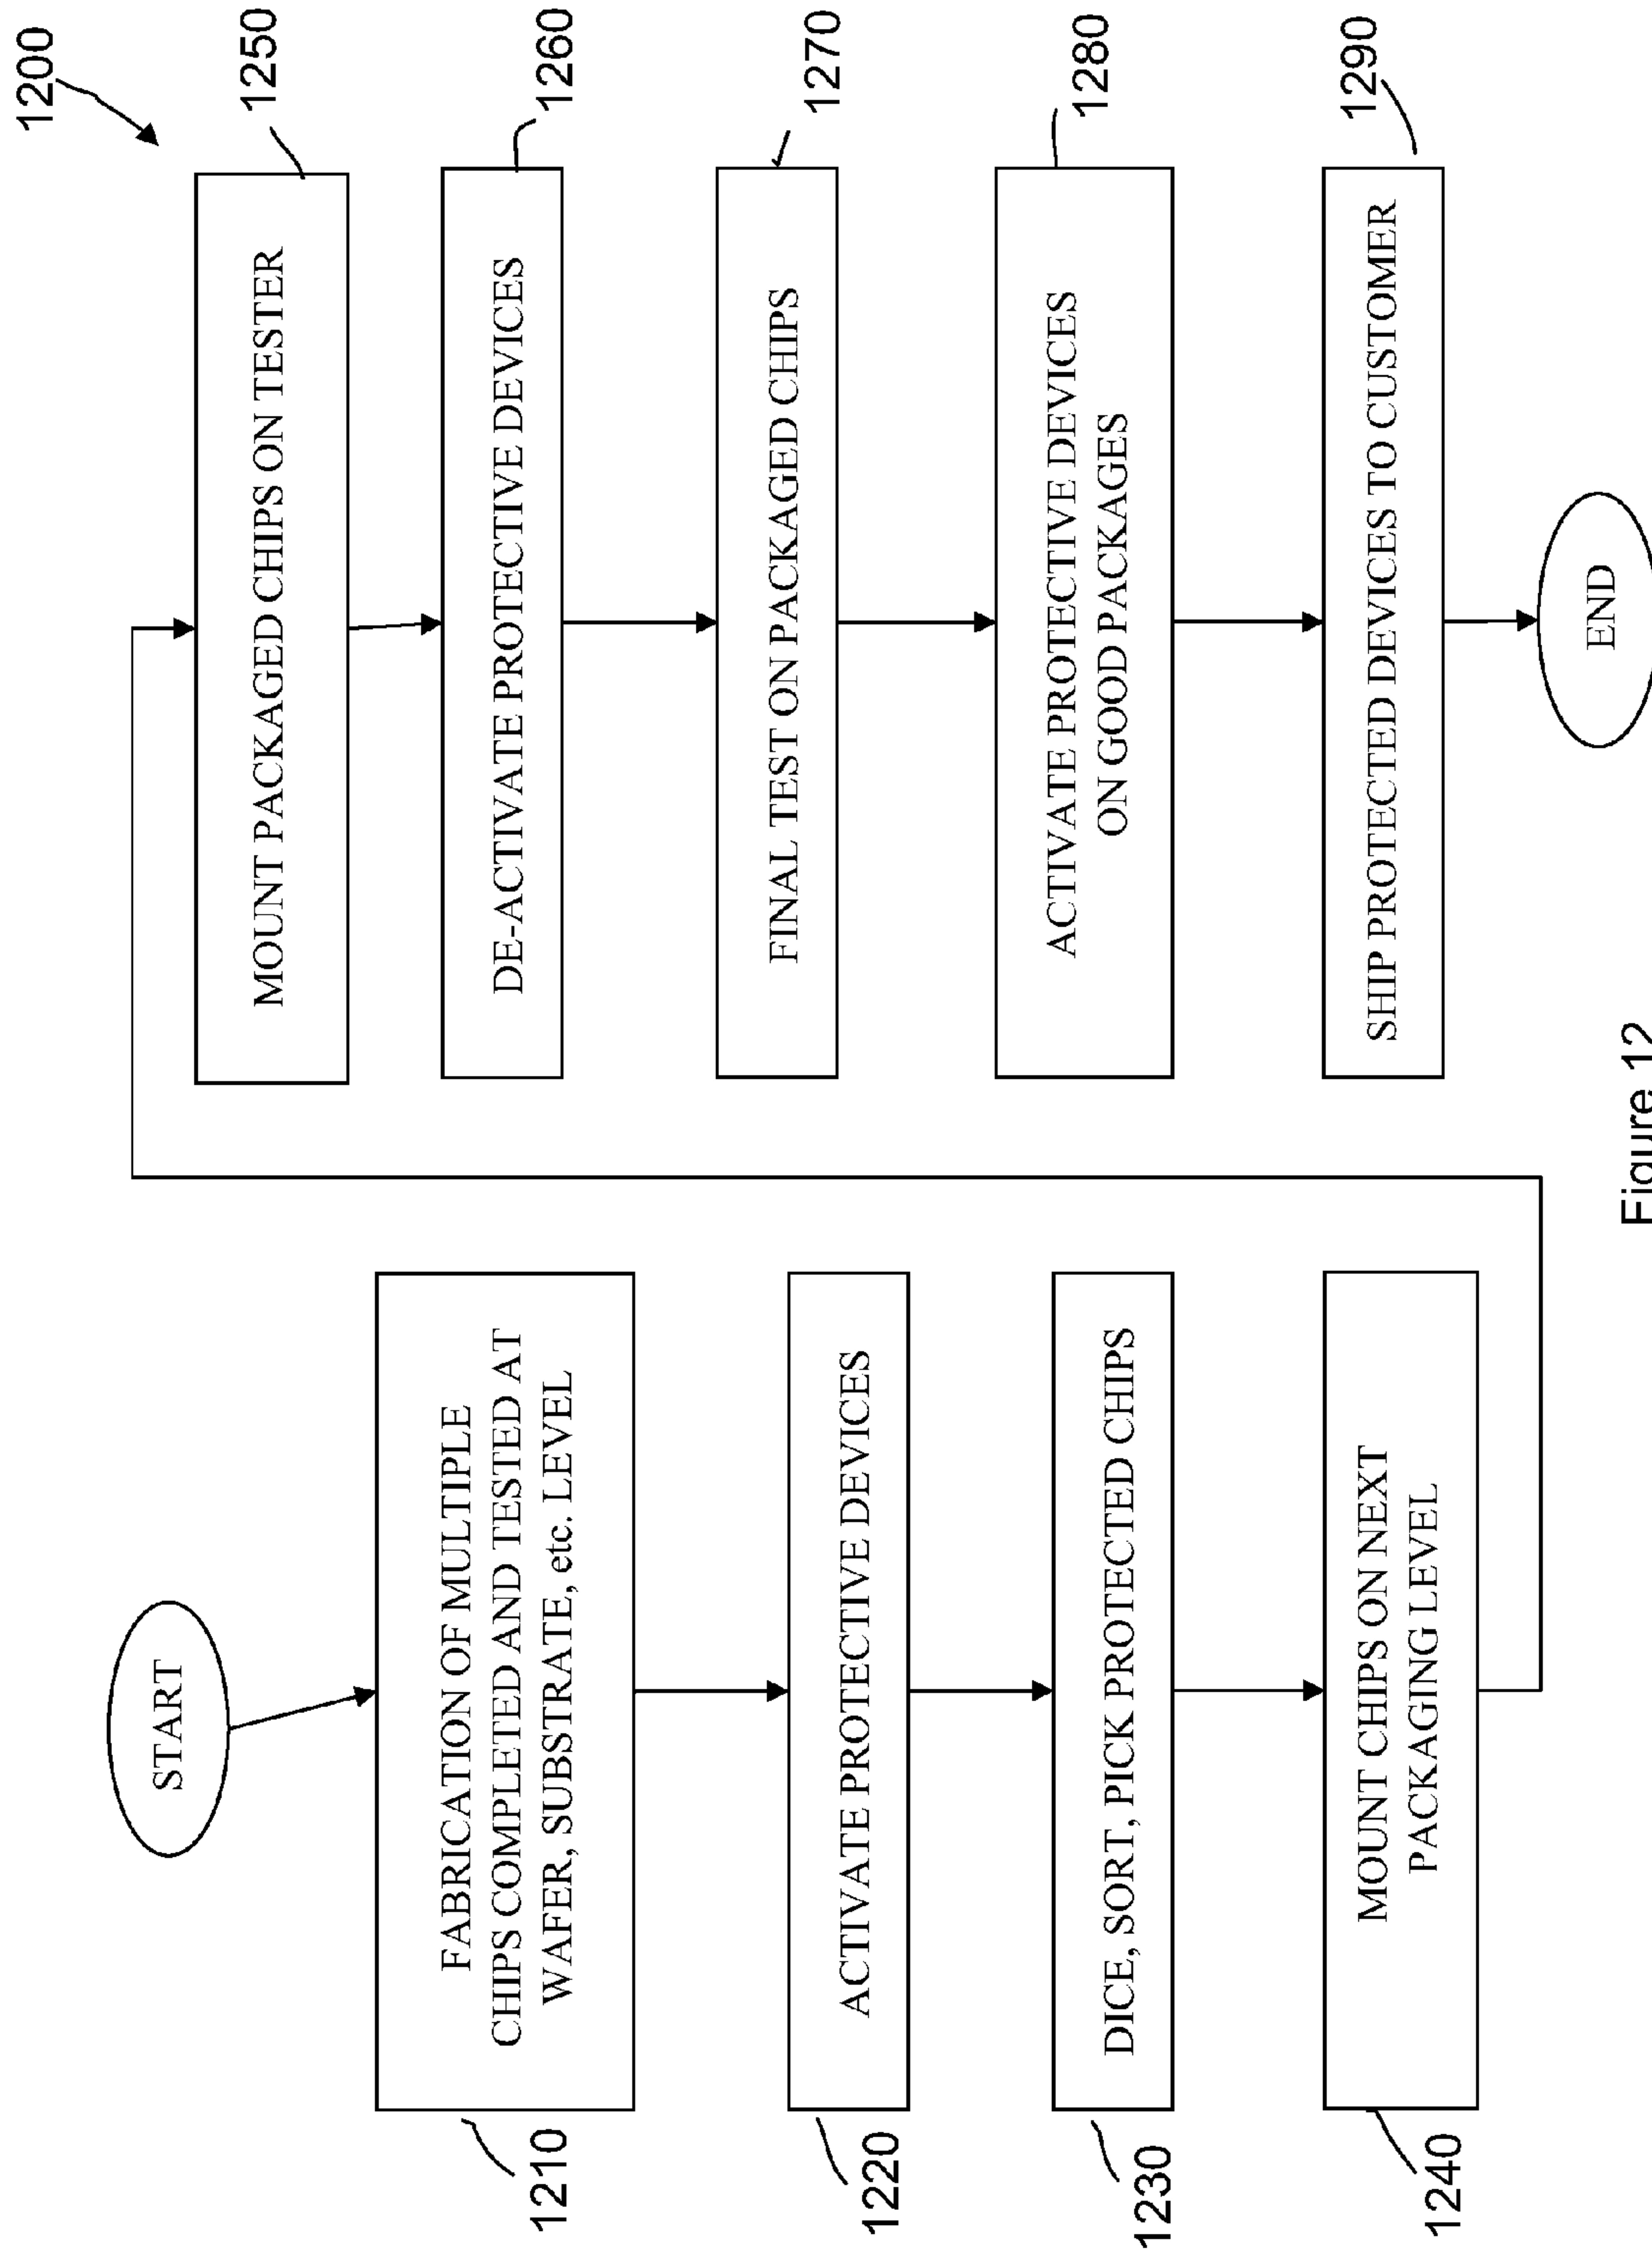 1200
START
1210
FABRICATION OF MULTIPLE
CHIPS COMPLETED AND TESTED AT
WAFER, SUBSTRATE, etc. LEVEL
1220
ACTIVATE PROTECTIVE DEVICES
1230
DICE, SORT, PICK PROTECTED CHIPS
1240
MOUNT CHIPS ON NEXT
PACKAGING LEVEL
MOUNT PACKAGED CHIPS ON TESTER
1250
DE-ACTIVATE PROTECTIVE DEVICES
1260
FINAL TEST ON PACKAGED CHIPS
1270
ACTIVATE PROTECTIVE DEVICES
ON GOOD PACKAGES
1280
SHIP PROTECTED DEVICES TO CUSTOMER
1290
END
Figure 12